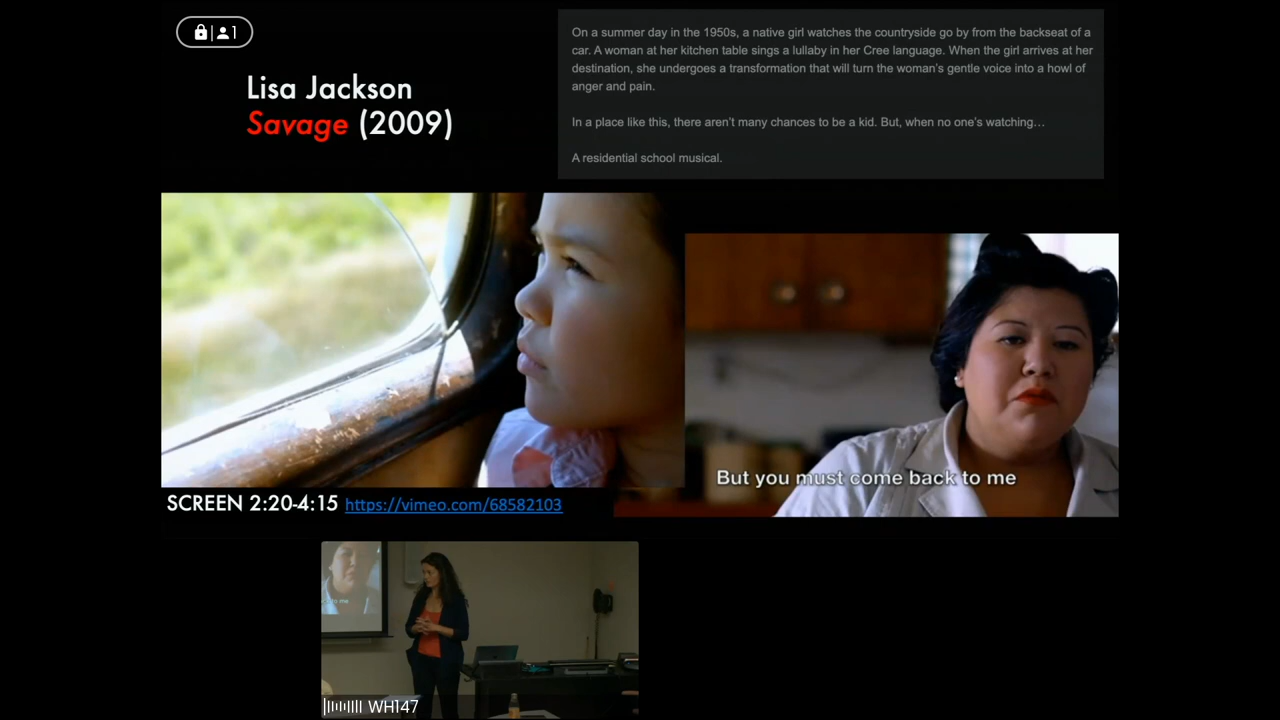 1
Lisa Jackson
Savage (2009)
On a summer day in the 1950s, a native girl watches the countryside go by from the backseat of a
car. A woman at her kitchen table sings a lullaby in her Cree language. When the girl arrives at her
destination, she undergoes a transformation that will turn the woman's gentle voice into a howl of
anger and pain.
In a place like this, there aren't many chances to be a kid. But, when no one's watching…
A residential school musical.
But you must come back to me
SCREEN 2:20-4:15 https://vimeo.com/68582103
to me
WH147